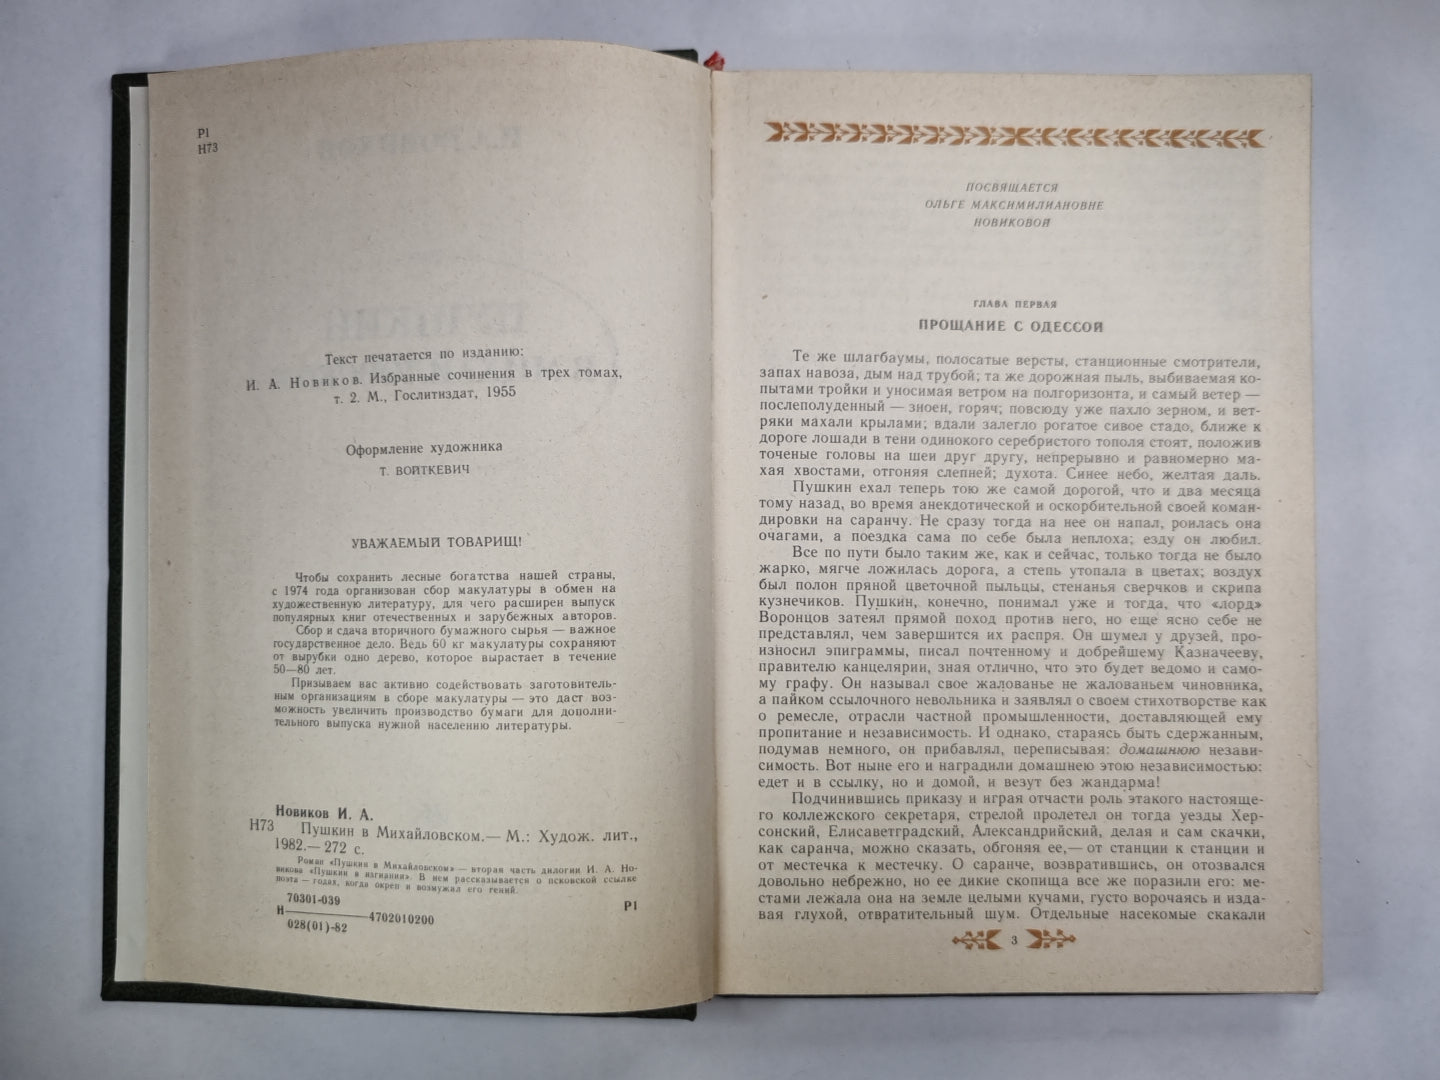 Р1
Н73
Текст печатается по изданию:
И. А. Новиков. Избранные сочинения в трех томах,
т. 2. М., Гослитиздат, 1955
Оформление художника
Т. ВОЙТКЕВИЧ
УВАЖАЕМЫЙ ТОВАРИЩ!
Чтобы сохранить лесные богатства нашей страны,
с 1974 года организован сбор макулатуры в обмен на
художественную литературу, для чего расширен выпуск
популярных книг отечественных и зарубежных авторов.
Сбор и сдача вторичного бумажного сырья — важное
государственное дело. Ведь 60 кг макулатуры сохраняют
от вырубки одно дерево, которое вырастает в течение
50—80 лет.
Призываем вас активно содействовать заготовитель-
ным организациям в сборе макулатуры — это даст воз-
можность увеличить производство бумаги для дополни-
тельного выпуска нужной населению литературы.
Новиков И. А.
Н73 Пушкин в Михайловском.— М.: Худож. лит.,
1982.— 272 с.
Роман «Пушкин в Михайловском» — вторая часть дилогии И. А. Но-
викова «Пушкин в изгнании». В нем рассказывается о псковской ссылке
поэта — годах, когда окреп и возмужал его гений.
70301-039
Н————4702010200
028(01)-82
Р1
ПОСВЯЩАЕТСЯ
ОЛЬГЕ МАКСИМИЛИАНОВНЕ
НОВИКОВОЙ
ГЛАВА ПЕРВАЯ
ПРОЩАНИЕ С ОДЕССОЙ
Те же шлагбаумы, полосатые версты, станционные смотрители,
запах навоза, дым над трубой; та же дорожная пыль, выбиваемая ко-
пытами тройки и уносимая ветром на полгоризонта, и самый ветер —
послеполуденный — зноен, горяч; повсюду уже пахло зерном, и вет-
ряки махали крылами; вдали залегло рогатое сивое стадо, ближе к
дороге лошади в тени одинокого серебристого тополя стоят, положив
точеные головы на шеи друг другу, непрерывно и равномерно ма-
хая хвостами, отгоняя слепней; духота. Синее небо, желтая даль.
Пушкин ехал теперь тою же самой дорогой, что и два месяца
тому назад, во время анекдотической и оскорбительной своей коман-
дировки на саранчу. Не сразу тогда на нее он напал, роилась она
очагами, а поездка сама по себе была неплоха; езду он любил.
Все по пути было таким же, как и сейчас, только тогда не было
жарко, мягче ложилась дорога, а степь утопала в цветах; воздух
был полон пряной цветочной пыльцы, стенанья сверчков и скрипа
кузнечиков. Пушкин, конечно, понимал уже и тогда, что «лорд»
Воронцов затеял прямой поход против него, но еще ясно себе не
представлял, чем завершится их распря. Он шумел у друзей, про-
износил эпиграммы, писал почтенному и добрейшему Казначееву,
правителю канцелярии, зная отлично, что это будет ведомо и само-
му графу. Он называл свое жалованье не жалованьем чиновника,
а пайком ссылочного невольника и заявлял о своем стихотворстве как
о ремесле, отрасли частной промышленности, доставляющей ему
пропитание и независимость. И однако, стараясь быть сдержанным,
подумав немного, он прибавлял, переписывая: домашнюю незави-
симость. Вот ныне его и наградили домашнею этою независимостью:
едет и в ссылку, но и домой, и везут без жандарма!
Подчинившись приказу и играя отчасти роль этакого настояще-
го коллежского секретаря, стрелой пролетел он тогда уезды Хер-
сонский, Елисаветградский, Александрийский, делая и сам скачки,
как саранча, можно сказать, обгоняя ее,— от станции к станции и
от местечка к местечку. О саранче, возвратившись, он отозвался
довольно небрежно, но ее дикие скопища все же поразили его: ме-
стами лежала она на земле целыми кучами, густо ворочаясь и изда-
вая глухой, отвратительный шум. Отдельные насекомые скакали
3